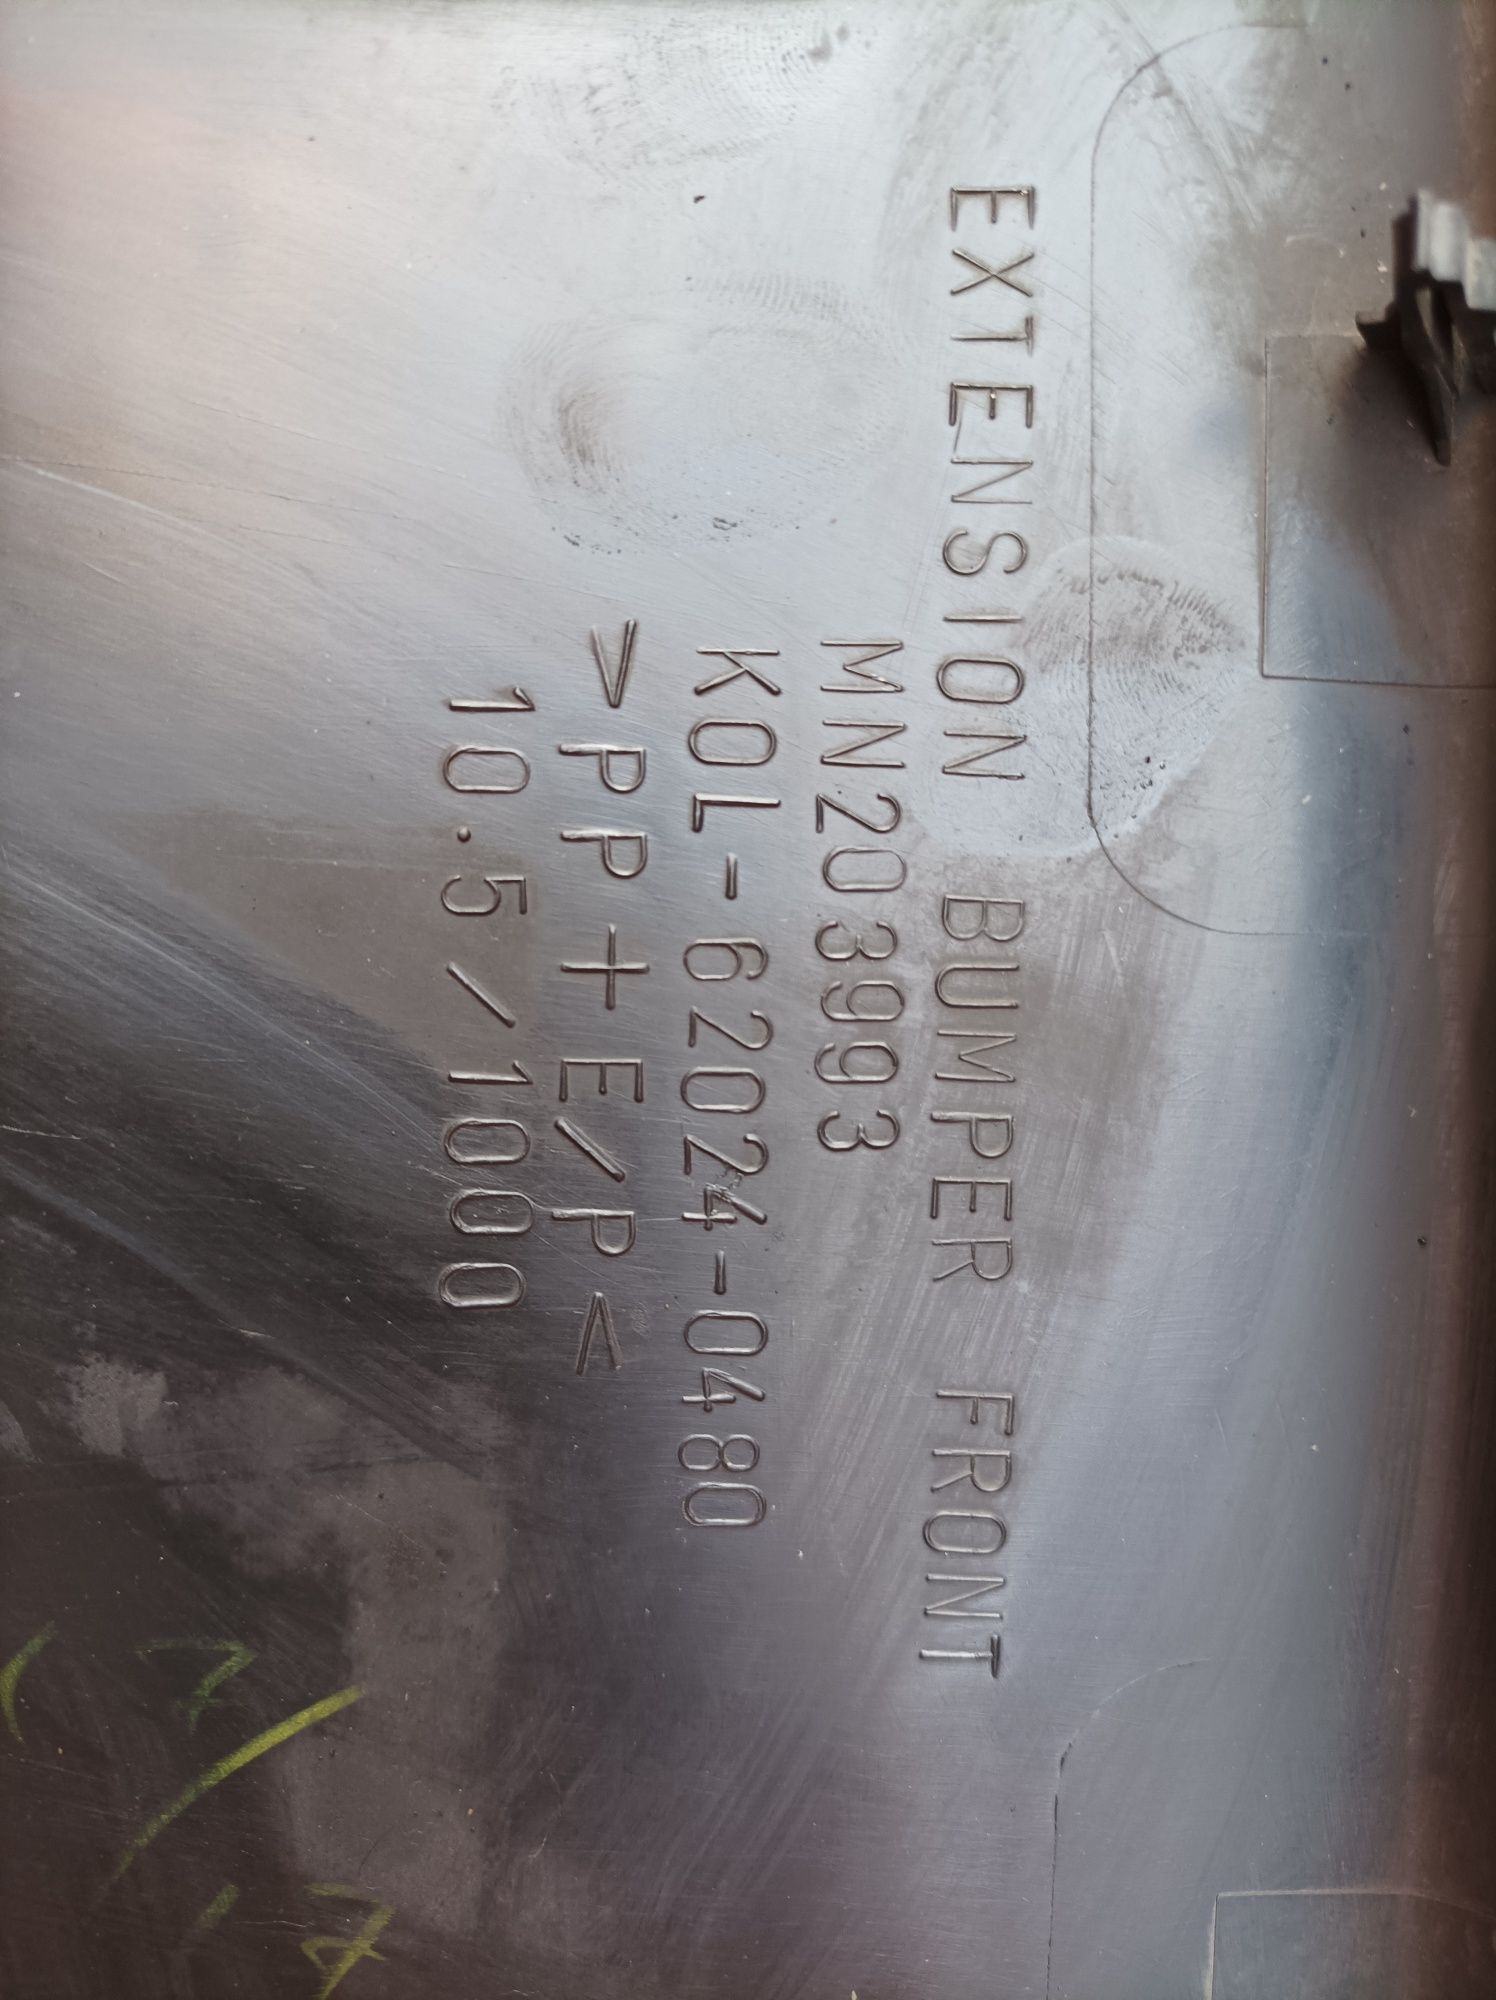 EXTENSION BUMPER FRONT
MN203993
KOL-62024-0480
>PP+E/P<
10.5/1000